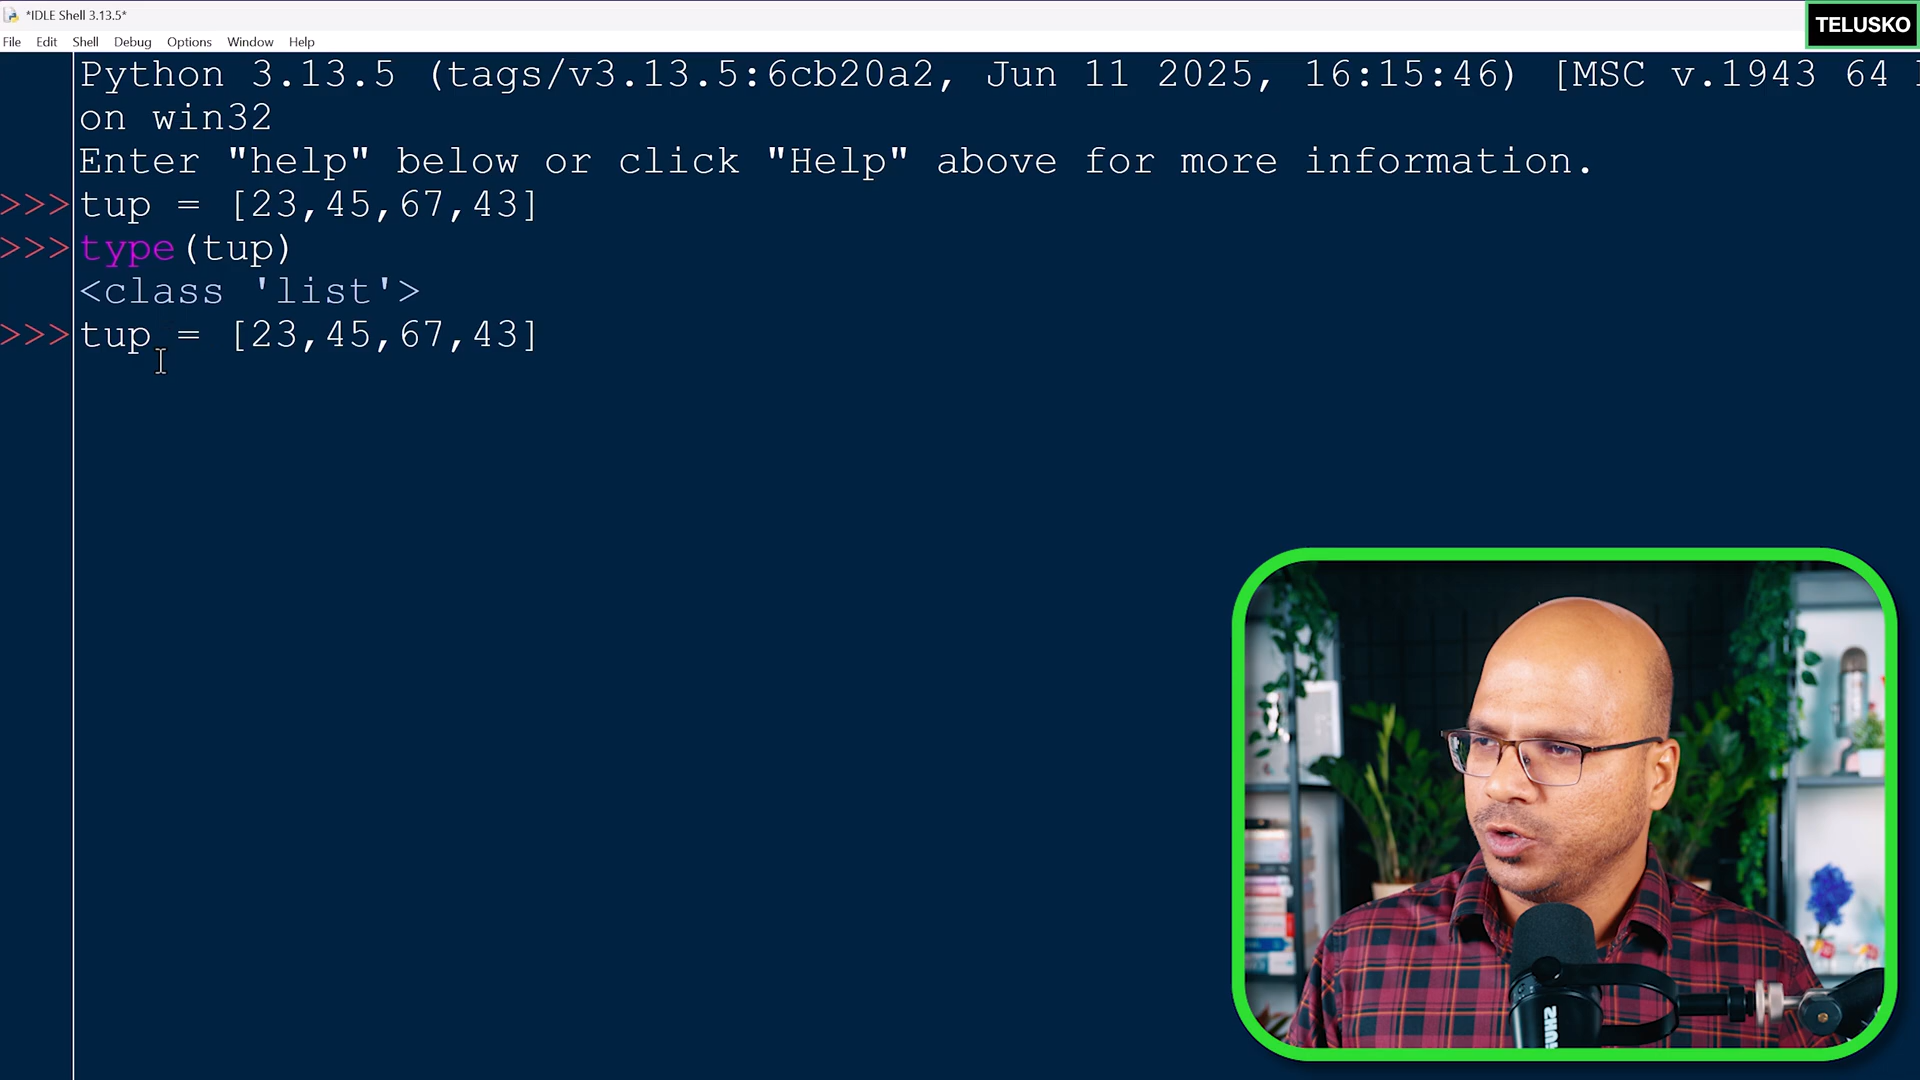 *IDLE Shell 3.13.5*
TELUSKO
File Edit Shell Debug Options Window Help
Python 3.13.5 (tags/v3.13.5:6cb20a2, Jun 11 2025, 16:15:46) [MSC v.1943 64
on win32
Enter "help" below or click "Help" above for more information.
>>> tup = [23,45,67,43]
>>> type(tup)
<class 'list'>
>>> tup = [23,45,67,43]